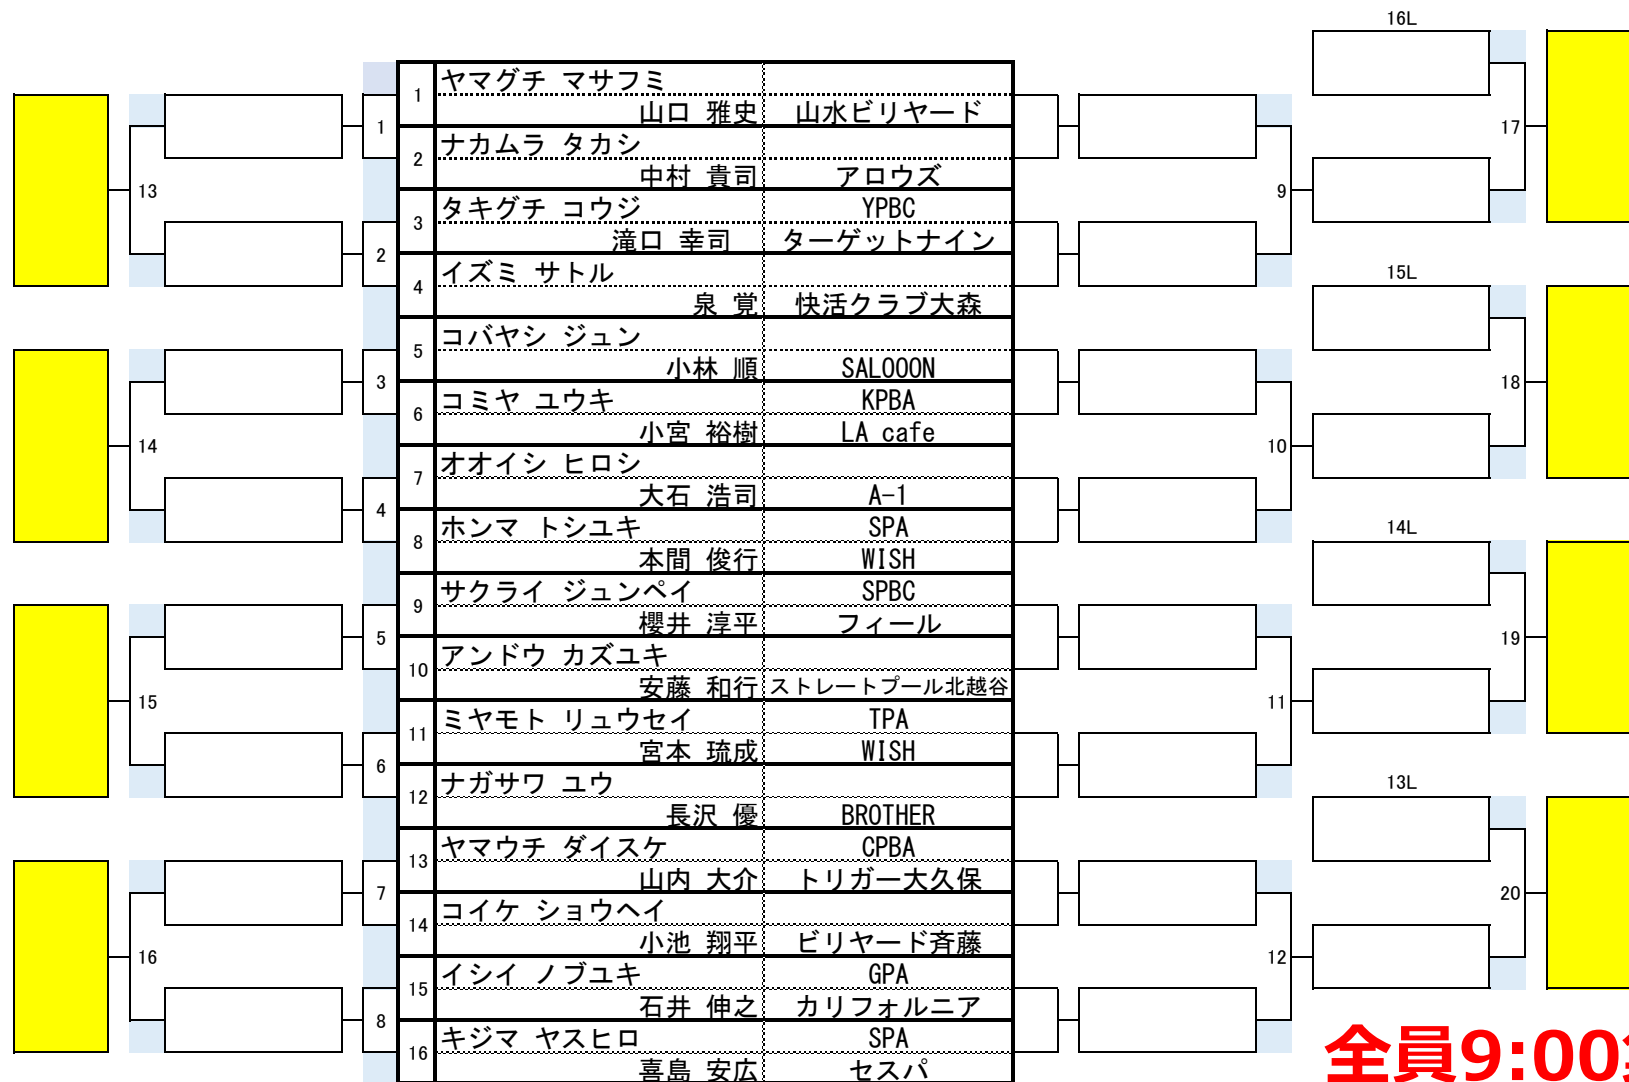 16L
1 ヤマグチ マサフミ
山口 雅史 山水ビリヤード
1
17
2 ナカムラ タカシ
中村 貴司 アロウズ
13
9
3 タキグチ コウジ YPBC
滝口 幸司 ターゲットナイン
2
4 イズミ サトル
15L
泉 覚 快活クラブ大森
5 コバヤシ ジュン
小林 順 SALOOON
3
18
6 コミヤ ユウキ KPBA
小宮 裕樹 LA cafe
14
10
7 オオイシ ヒロシ
大石 浩司 A-1
4
8 ホンマ トシユキ SPA
14L
本間 俊行 WISH
9 サクライ ジュンペイ SPBC
櫻井 淳平 フィール
5
19
10 アンドウ カズユキ
安藤 和行 ストレートプール北越谷
15
11
11 ミヤモト リュウセイ TPA
宮本 琉成 WISH
6
12 ナガサワ ユウ
13L
長沢 優 BROTHER
13 ヤマウチ ダイスケ CPBA
山内 大介 トリガー大久保
7
20
14 コイケ ショウヘイ
小池 翔平 ビリヤード斉藤
16
12
15 イシイ ノブユキ GPA
石井 伸之 カリフォルニア
8
16 キジマ ヤスヒロ SPA
喜島 安広 セスパ
全員9:00